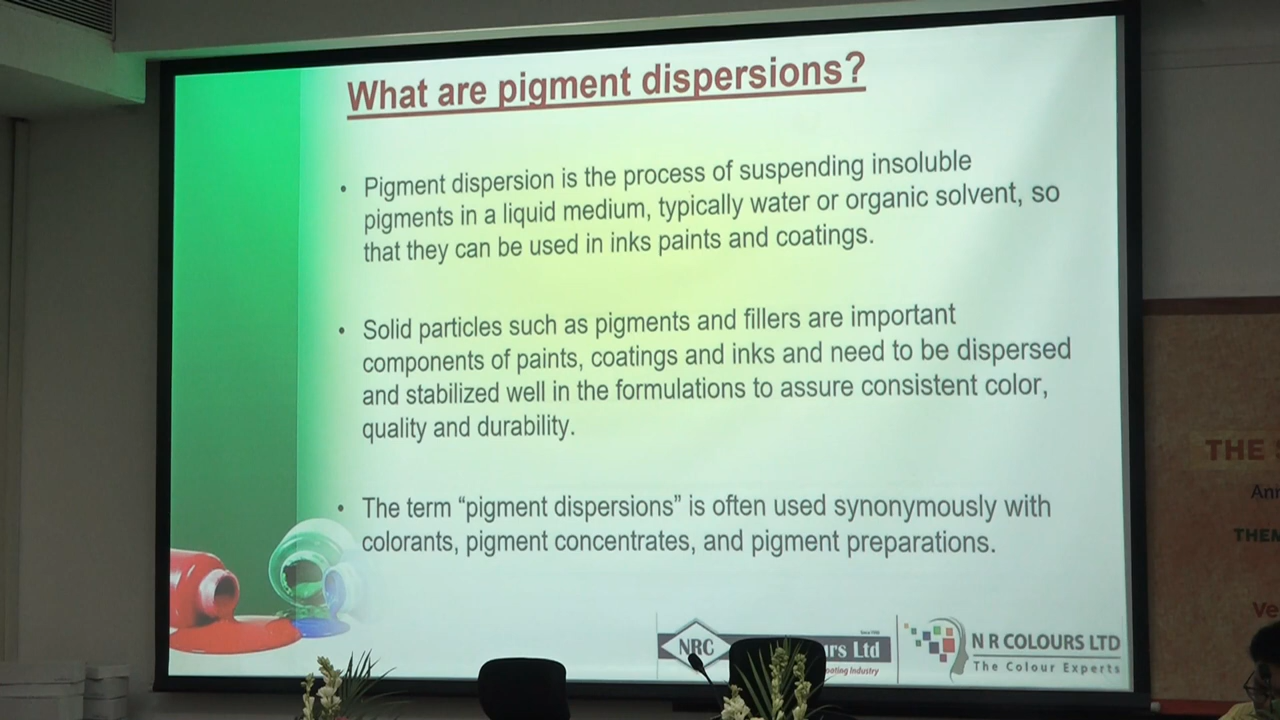 What are pigment dispersions?
• Pigment dispersion is the process of suspending insoluble
pigments in a liquid medium, typically water or organic solvent, so
that they can be used in inks paints and coatings.
• Solid particles such as pigments and fillers are important
components of paints, coatings and inks and need to be dispersed
and stabilized well in the formulations to assure consistent color,
quality and durability.
• The term “pigment dispersions” is often used synonymously with
colorants, pigment concentrates, and pigment preparations.
NRC
Ltd
Industry
N R COLOURS LTD
The Colour Experts
THE